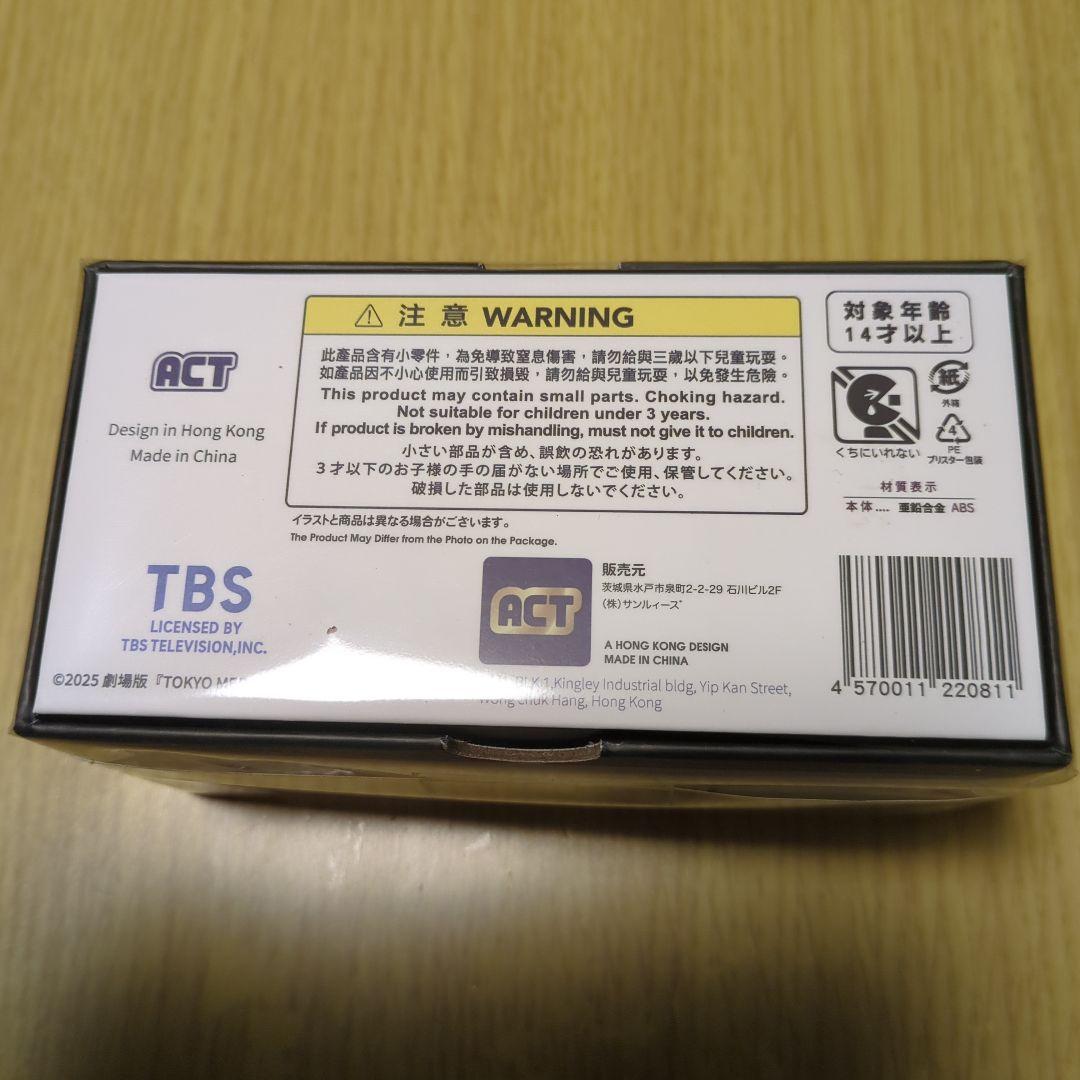 ACT
Design in Hong Kong
Made in China
TBS
LICENSED BY
TBS TELEVISION,INC.
©2025 劇場版『TOKYO
注意 WARNING
此產品含有小零件，為免導致窒息傷害，請勿給與三歲以下兒童玩耍。
如產品因不小心使用而引致損毀，請勿給與兒童玩耍，以免發生危險。
This product may contain small parts. Choking hazard.
Not suitable for children under 3 years.
If product is broken by mishandling, must not give it to children.
小さい部品が含め、誤飲の恐れがあります。
3才以下のお子様の手の届がない場所でご使用、保管してください。
破損した部品は使用しないでください。
イラストと商品は異なる場合がございます。
The Product May Differ from the Photo on the Package.
ACT
販売元
茨城県水戸市泉町2-2-29 石川ビル2F
(株)サンルィーズ
A HONG KONG DESIGN
MADE IN CHINA
Kingley Industrial bldg, Yip Kan Street,
Wong Chuk Hang, Hong Kong
対象年齢
14才以上
くちにいれない
紙
外箱
4
PE
ブリスター包装
材質表示
本体.... 亜鉛合金 ABS
4 570011 220811